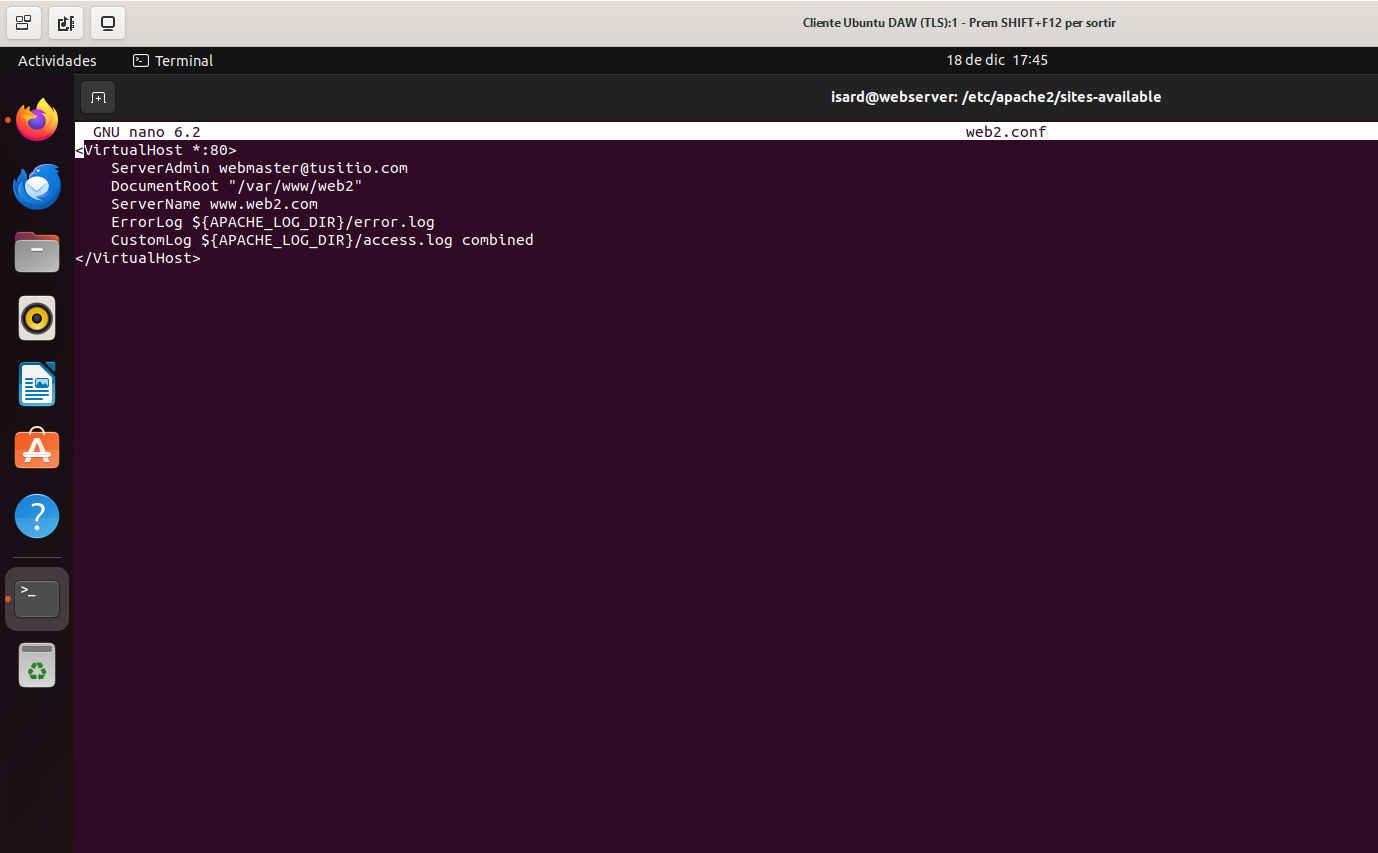 Cliente Ubuntu DAW (TLS):1 - Prem SHIFT+F12 per sortir
Actividades Terminal 18 de dic 17:45
isard@webserver: /etc/apache2/sites-available
GNU nano 6.2 web2.conf
<VirtualHost *:80>
    ServerAdmin webmaster@tusitio.com
    DocumentRoot "/var/www/web2"
    ServerName www.web2.com
    ErrorLog ${APACHE_LOG_DIR}/error.log
    CustomLog ${APACHE_LOG_DIR}/access.log combined
</VirtualHost>